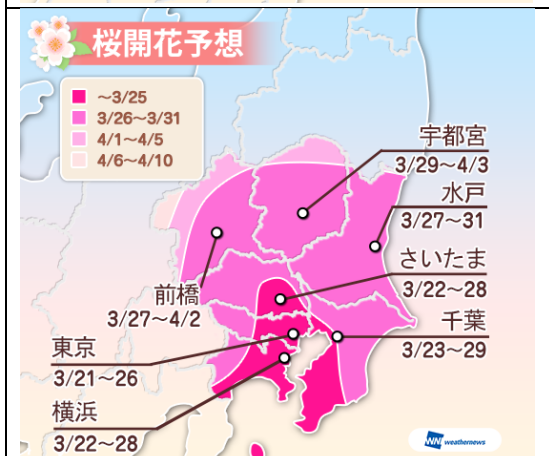 桜開花予想
～3/25
3/26～3/31
4/1～4/5
4/6～4/10
宇都宮
3/29～4/3
水戸
3/27～31
さいたま
3/22～28
前橋
3/27～4/2
千葉
3/23～29
東京
3/21～26
横浜
3/22～28
WNI weathernews